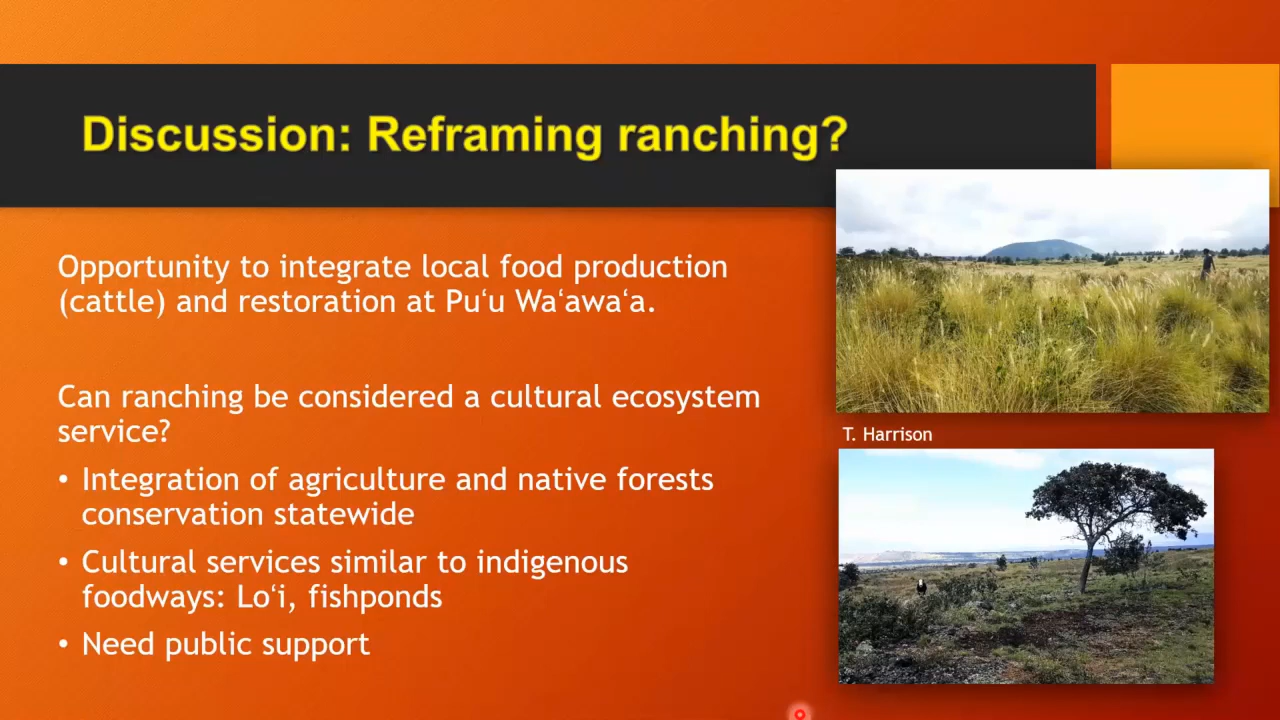 Discussion: Reframing ranching?
Opportunity to integrate local food production
(cattle) and restoration at Puʻu Waʻawaʻa.
Can ranching be considered a cultural ecosystem
service?
• Integration of agriculture and native forests
conservation statewide
• Cultural services similar to indigenous
foodways: Loʻi, fishponds
• Need public support
T. Harrison